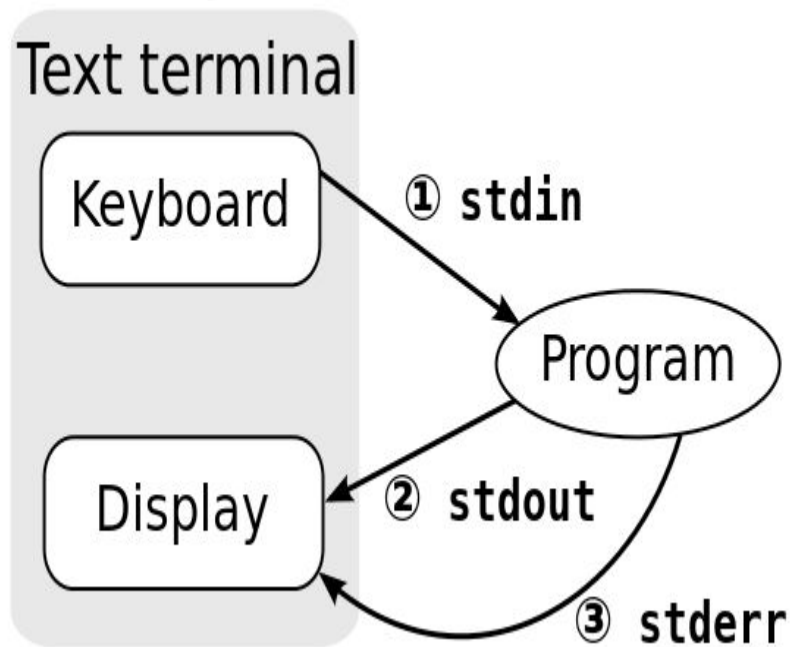 Text terminal
Keyboard
① stdin
Program
Display
② stdout
③ stderr